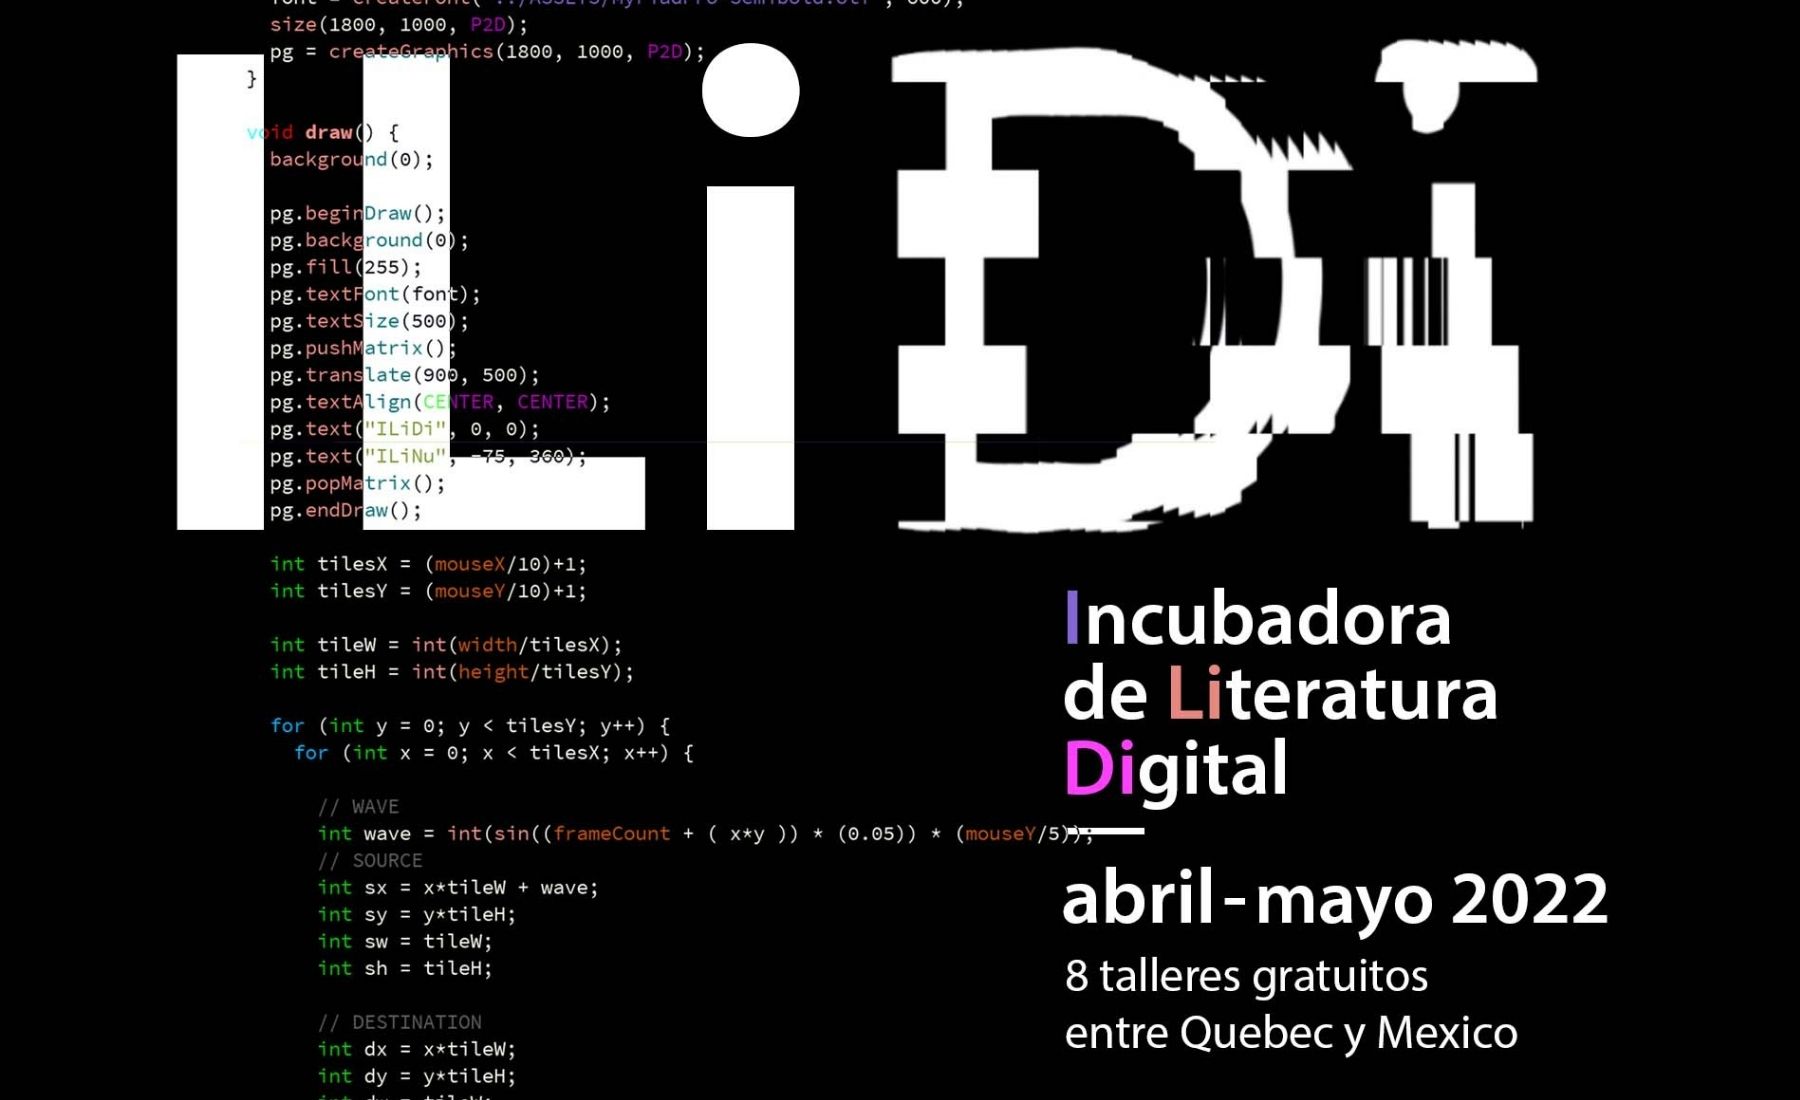 size(1800, 1000, P2D);
pg = createGraphics(1800, 1000, P2D);
}
ILiDi
void draw() {
background(0);
pg.beginDraw();
pg.background(0);
pg.fill(255);
pg.textFont(font);
pg.textSize(500);
pg.pushMatrix();
pg.translate(900, 500);
pg.textAlign(CENTER, CENTER);
pg.text("ILiDi", 0, 0);
pg.text("ILiNu", -75, 360);
pg.popMatrix();
pg.endDraw();
int tilesX = (mouseX/10)+1;
int tilesY = (mouseY/10)+1;
int tileW = int(width/tilesX);
int tileH = int(height/tilesY);
for (int y = 0; y < tilesY; y++) {
for (int x = 0; x < tilesX; x++) {
// WAVE
int wave = int(sin((frameCount + ( x*y )) * (0.05)) * (mouseY/5));
// SOURCE
int sx = x*tileW + wave;
int sy = y*tileH;
int sw = tileW;
int sh = tileH;
// DESTINATION
int dx = x*tileW;
int dy = y*tileH;
Incubadora
de Literatura
Digital
abril-mayo 2022
8 talleres gratuitos
entre Quebec y Mexico